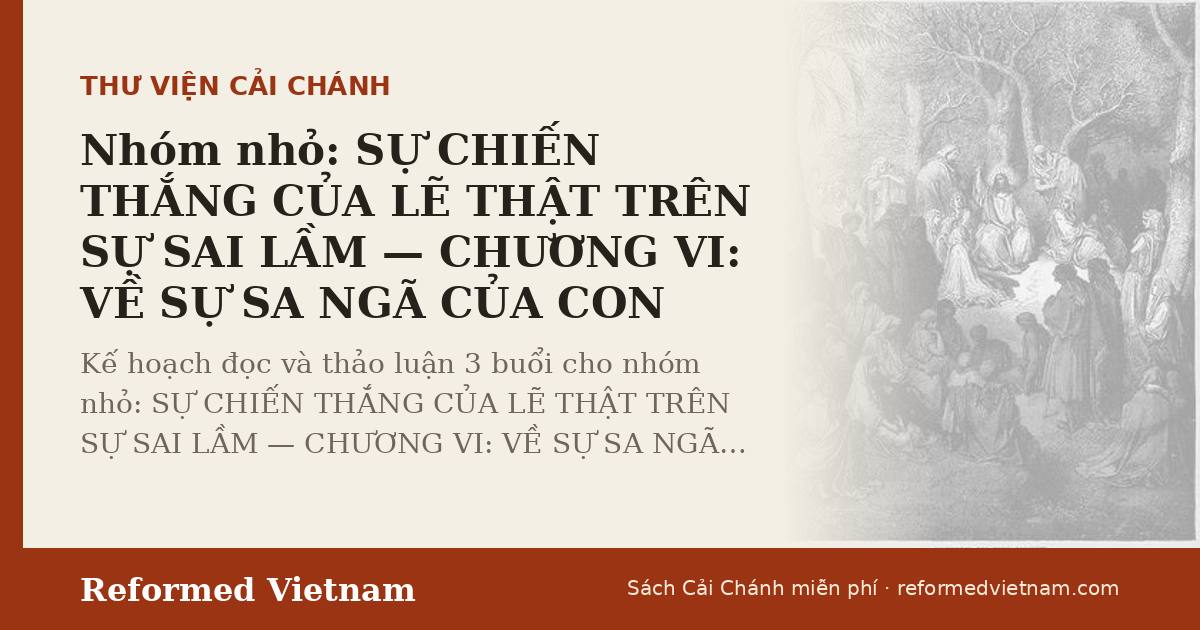 THƯ VIỆN CẢI CHÁNH
Nhóm nhỏ: SỰ CHIẾN
THẮNG CỦA LẼ THẬT TRÊN
SỰ SAI LẦM — CHƯƠNG VI:
VỀ SỰ SA NGÃ CỦA CON
Kế hoạch đọc và thảo luận 3 buổi cho nhóm
nhỏ: SỰ CHIẾN THẮNG CỦA LẼ THẬT TRÊN
SỰ SAI LẦM — CHƯƠNG VI: VỀ SỰ SA NGÃ...
Reformed Vietnam
Sách Cải Chánh miễn phí · reformedvietnam.com